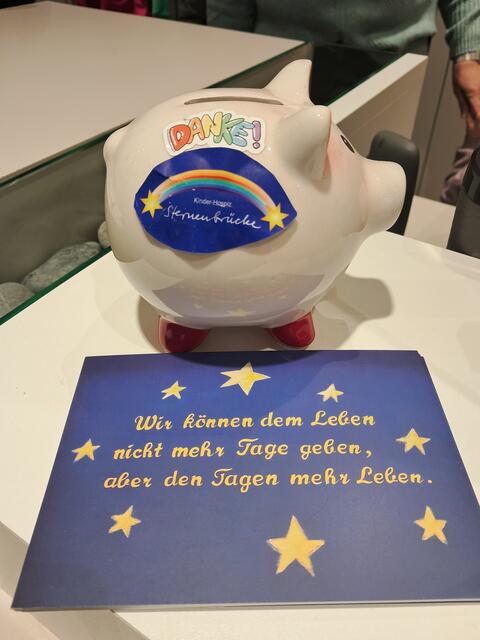 DANKE!
Kinder-Hospiz
Sternenbrücke
Wir können dem Leben
nicht mehr Tage geben,
aber den Tagen mehr Leben.